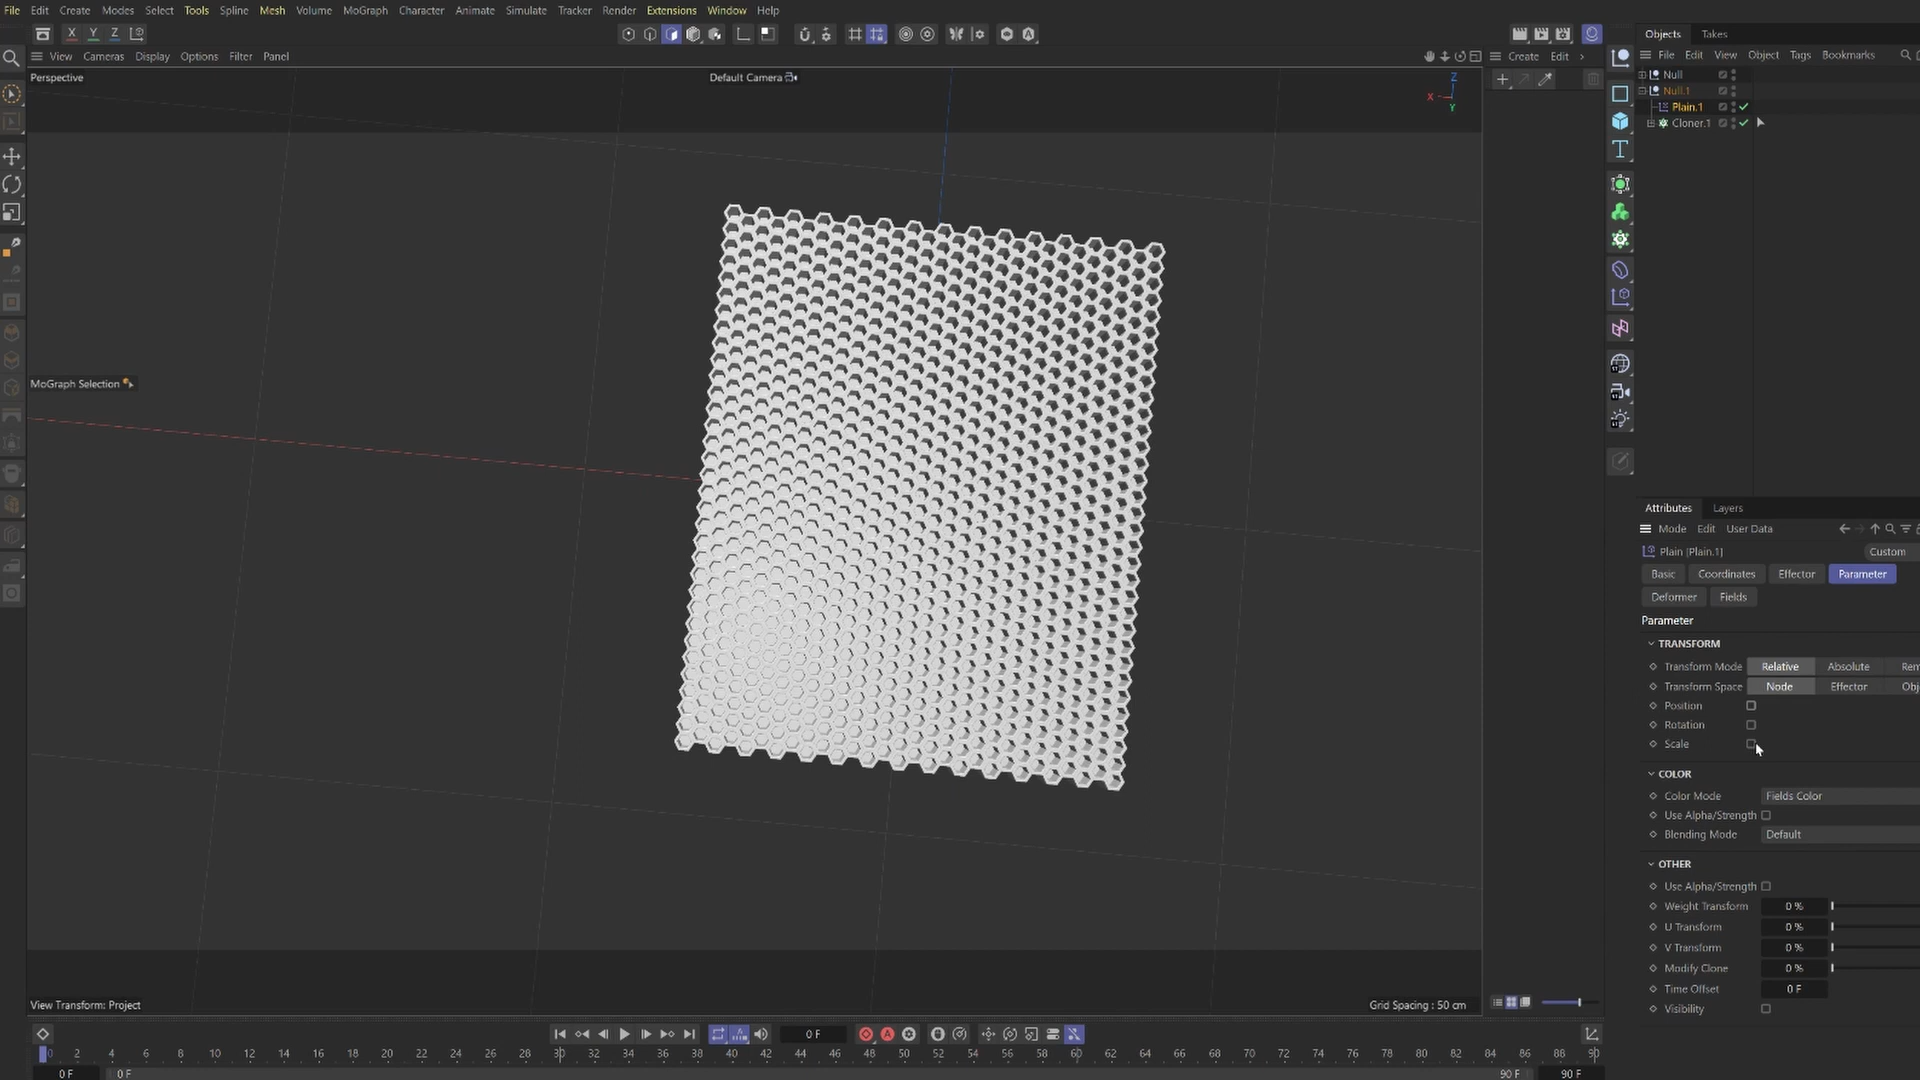 File Edit Create Modes Select Tools Spline Mesh Volume MoGraph Character Animate Simulate Tracker Render Extensions Window Help
X Y Z
View Cameras Display Options Filter Panel
Create Edit
Perspective
Default Camera
Z
X
Y
MoGraph Selection
View Transform: Project
Grid Spacing : 50 cm
Objects Takes
File Edit View Object Tags Bookmarks
Null
Null.1
Plain.1
Cloner.1
Attributes Layers
Mode Edit User Data
Plain [Plain.1] Custom
Basic Coordinates Effector Parameter
Deformer Fields
Parameter
TRANSFORM
Transform Mode Relative Absolute Rem
Transform Space Node Effector Obj
Position
Rotation
Scale
COLOR
Color Mode Fields Color
Use Alpha/Strength
Blending Mode Default
OTHER
Use Alpha/Strength
Weight Transform 0 %
U Transform 0 %
V Transform 0 %
Modify Clone 0 %
Time Offset 0 F
Visibility
0 F
0 2 4 6 8 10 12 14 16 18 20 22 24 26 28 30 32 34 36 38 40 42 44 46 48 50 52 54 56 58 60 62 64 66 68 70 72 74 76 78 80 82 84 86 88 90
0 F 0 F 90 F 90 F